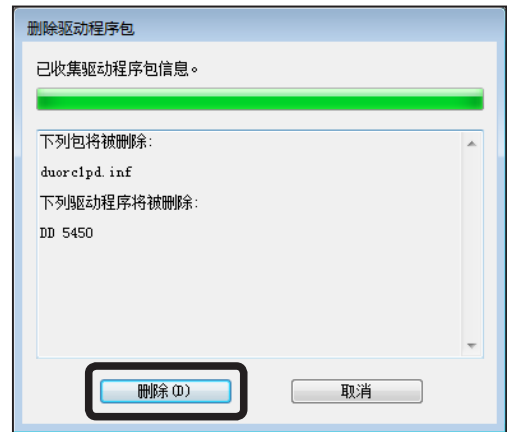 删除驱动程序包
已收集驱动程序包信息。
下列包将被删除:
duorc1pd.inf
下列驱动程序将被删除:
DD 5450
删除(D)
取消